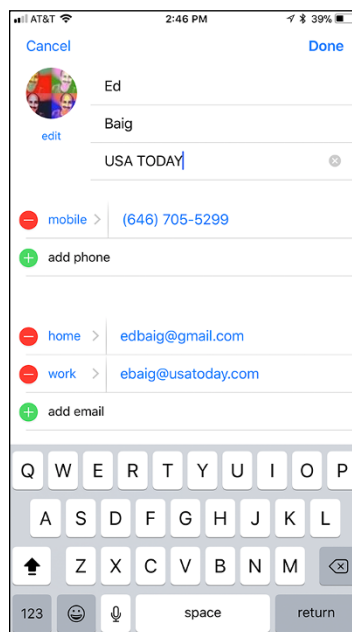 AT&T 2:46 PM 39%
Cancel Done
Ed
edit
Baig
USA TODAY
mobile (646) 705-5299
add phone
home edbaig@gmail.com
work ebaig@usatoday.com
add email
Q W E R T Y U I O P
A S D F G H J K L
Z X C V B N M
123 space return